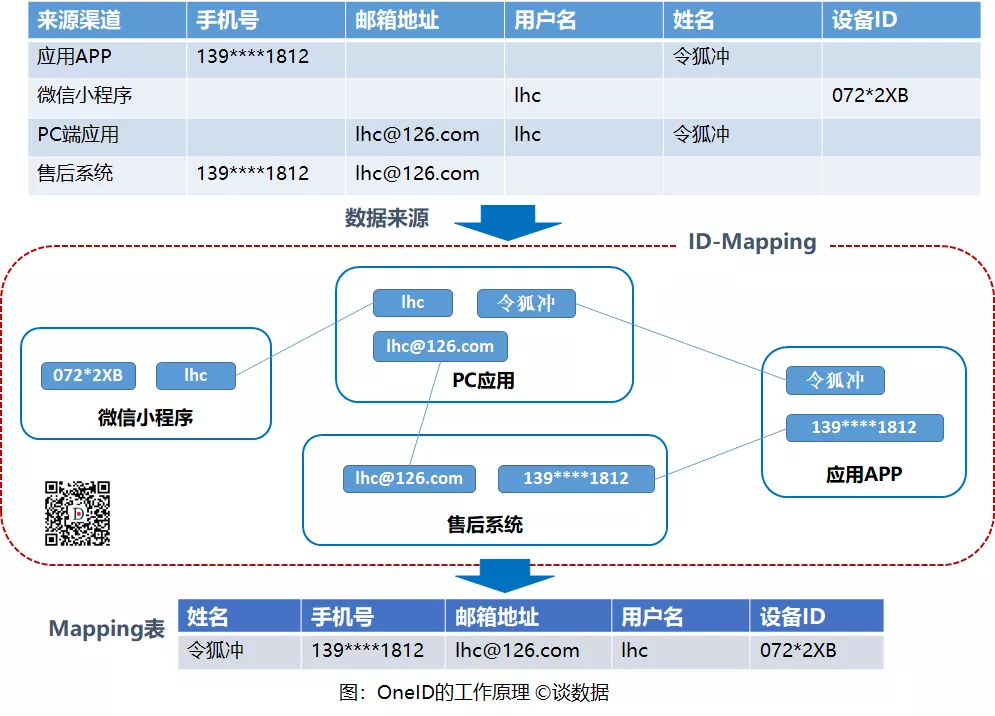 来源渠道 手机号 邮箱地址 用户名 姓名 设备ID
应用APP 139****1812 令狐冲
微信小程序 lhc 072*2XB
PC端应用 lhc@126.com lhc 令狐冲
售后系统 139****1812 lhc@126.com
数据来源
ID-Mapping
lhc 令狐冲
lhc@126.com
PC应用
072*2XB lhc
微信小程序
令狐冲
139****1812
应用APP
lhc@126.com 139****1812
售后系统
D
Mapping表
姓名 手机号 邮箱地址 用户名 设备ID
令狐冲 139****1812 lhc@126.com lhc 072*2XB
图：OneID的工作原理 ©谈数据